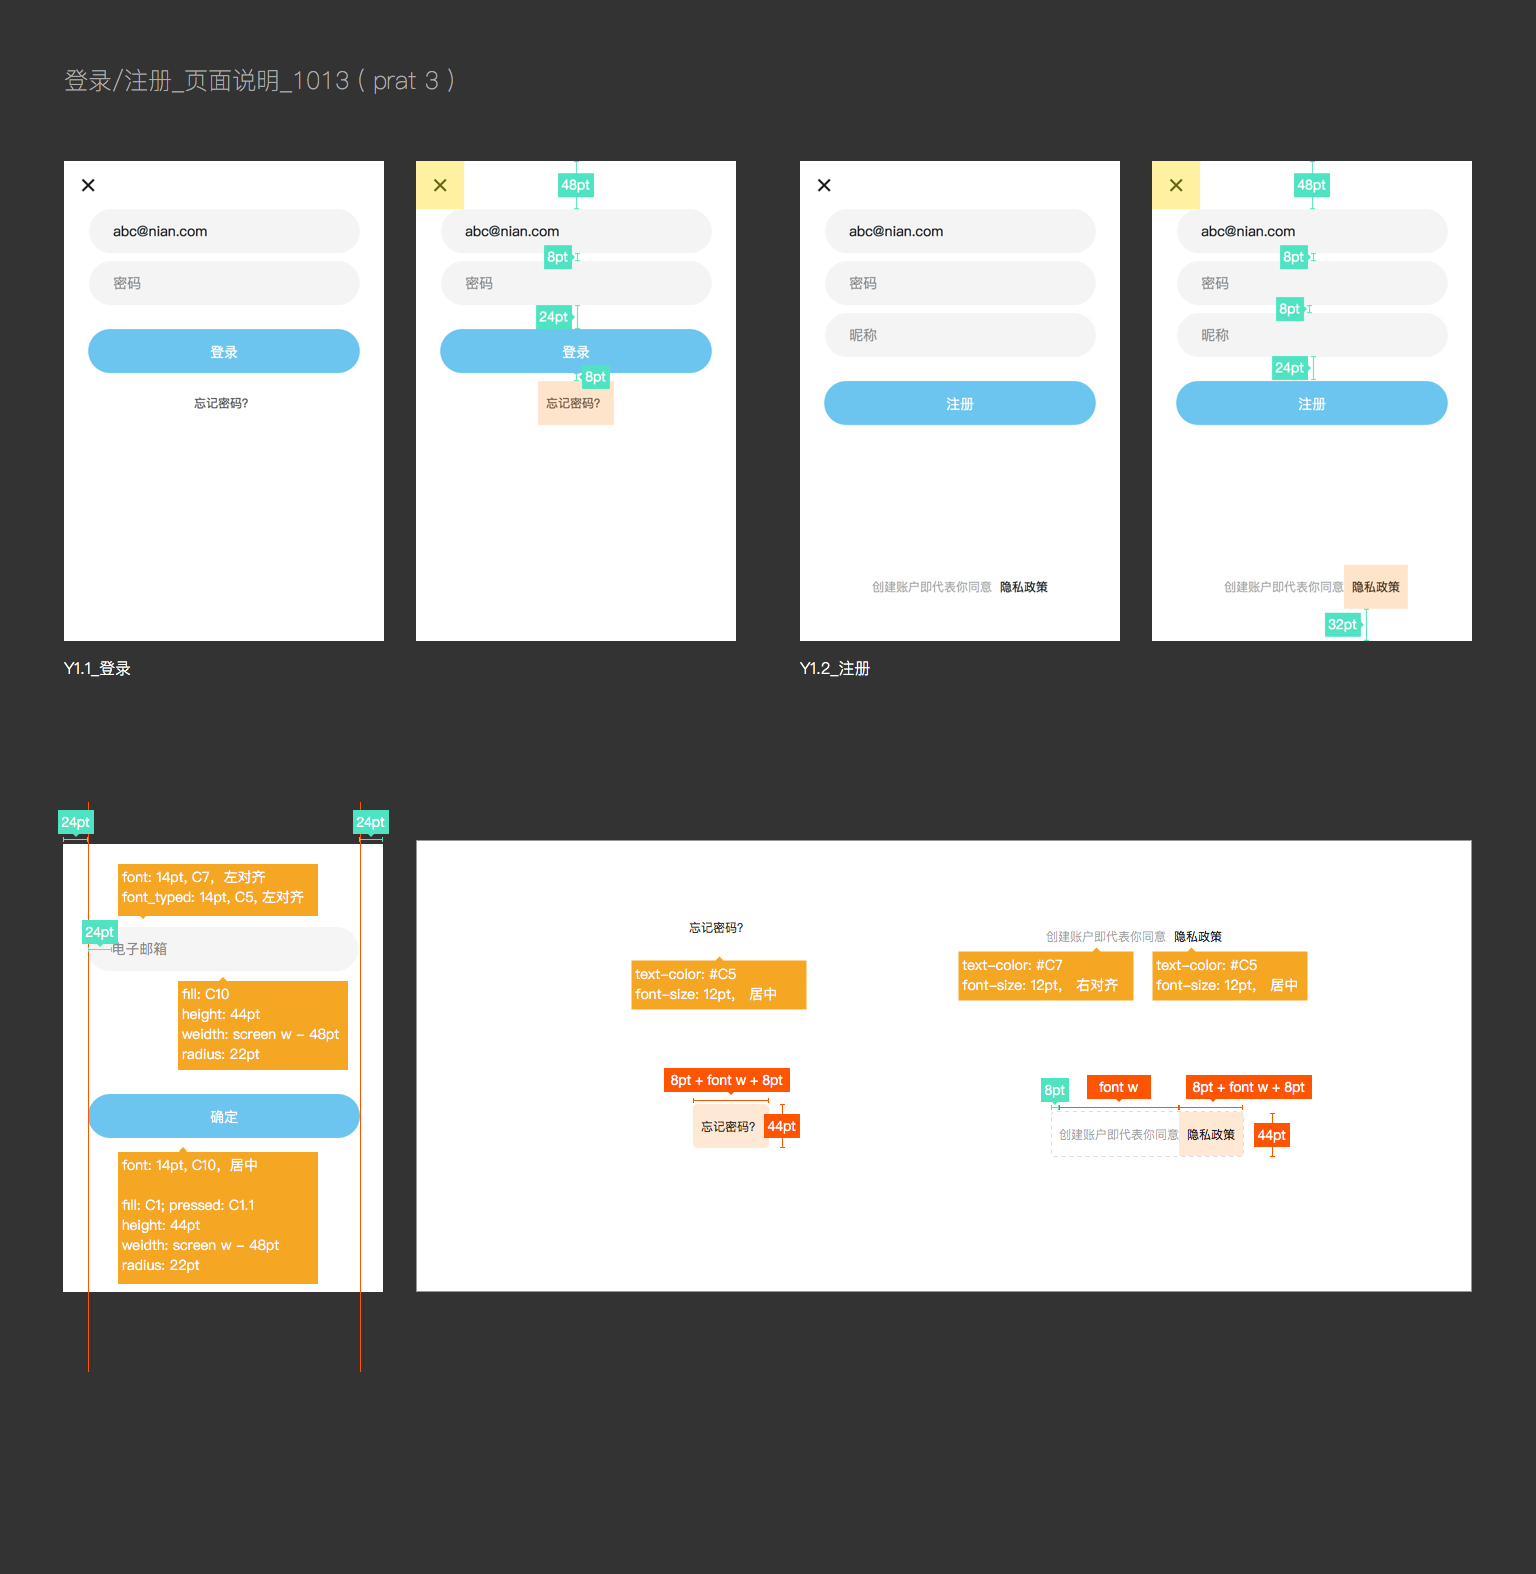 登录/注册_页面说明_1013 ( prat 3 )
abc@nian.com
密码
登录
忘记密码?
48pt
abc@nian.com
8pt
密码
24pt
登录
8pt
忘记密码?
Y1.1_登录
abc@nian.com
密码
昵称
注册
创建账户即代表你同意 隐私政策
48pt
abc@nian.com
8pt
密码
8pt
昵称
24pt
注册
创建账户即代表你同意 隐私政策
32pt
Y1.2_注册
24pt
24pt
font: 14pt, C7, 左对齐
font_typed: 14pt, C5, 左对齐
24pt
电子邮箱
fill: C10
height: 44pt
weidth: screen w - 48pt
radius: 22pt
确定
font: 14pt, C10, 居中
fill: C1; pressed: C1.1
height: 44pt
weidth: screen w - 48pt
radius: 22pt
忘记密码?
text-color: #C5
font-size: 12pt, 居中
创建账户即代表你同意 隐私政策
text-color: #C7
font-size: 12pt, 右对齐
text-color: #C5
font-size: 12pt, 居中
8pt + font w + 8pt
忘记密码?
44pt
8pt
font w
8pt + font w + 8pt
创建账户即代表你同意 隐私政策
44pt